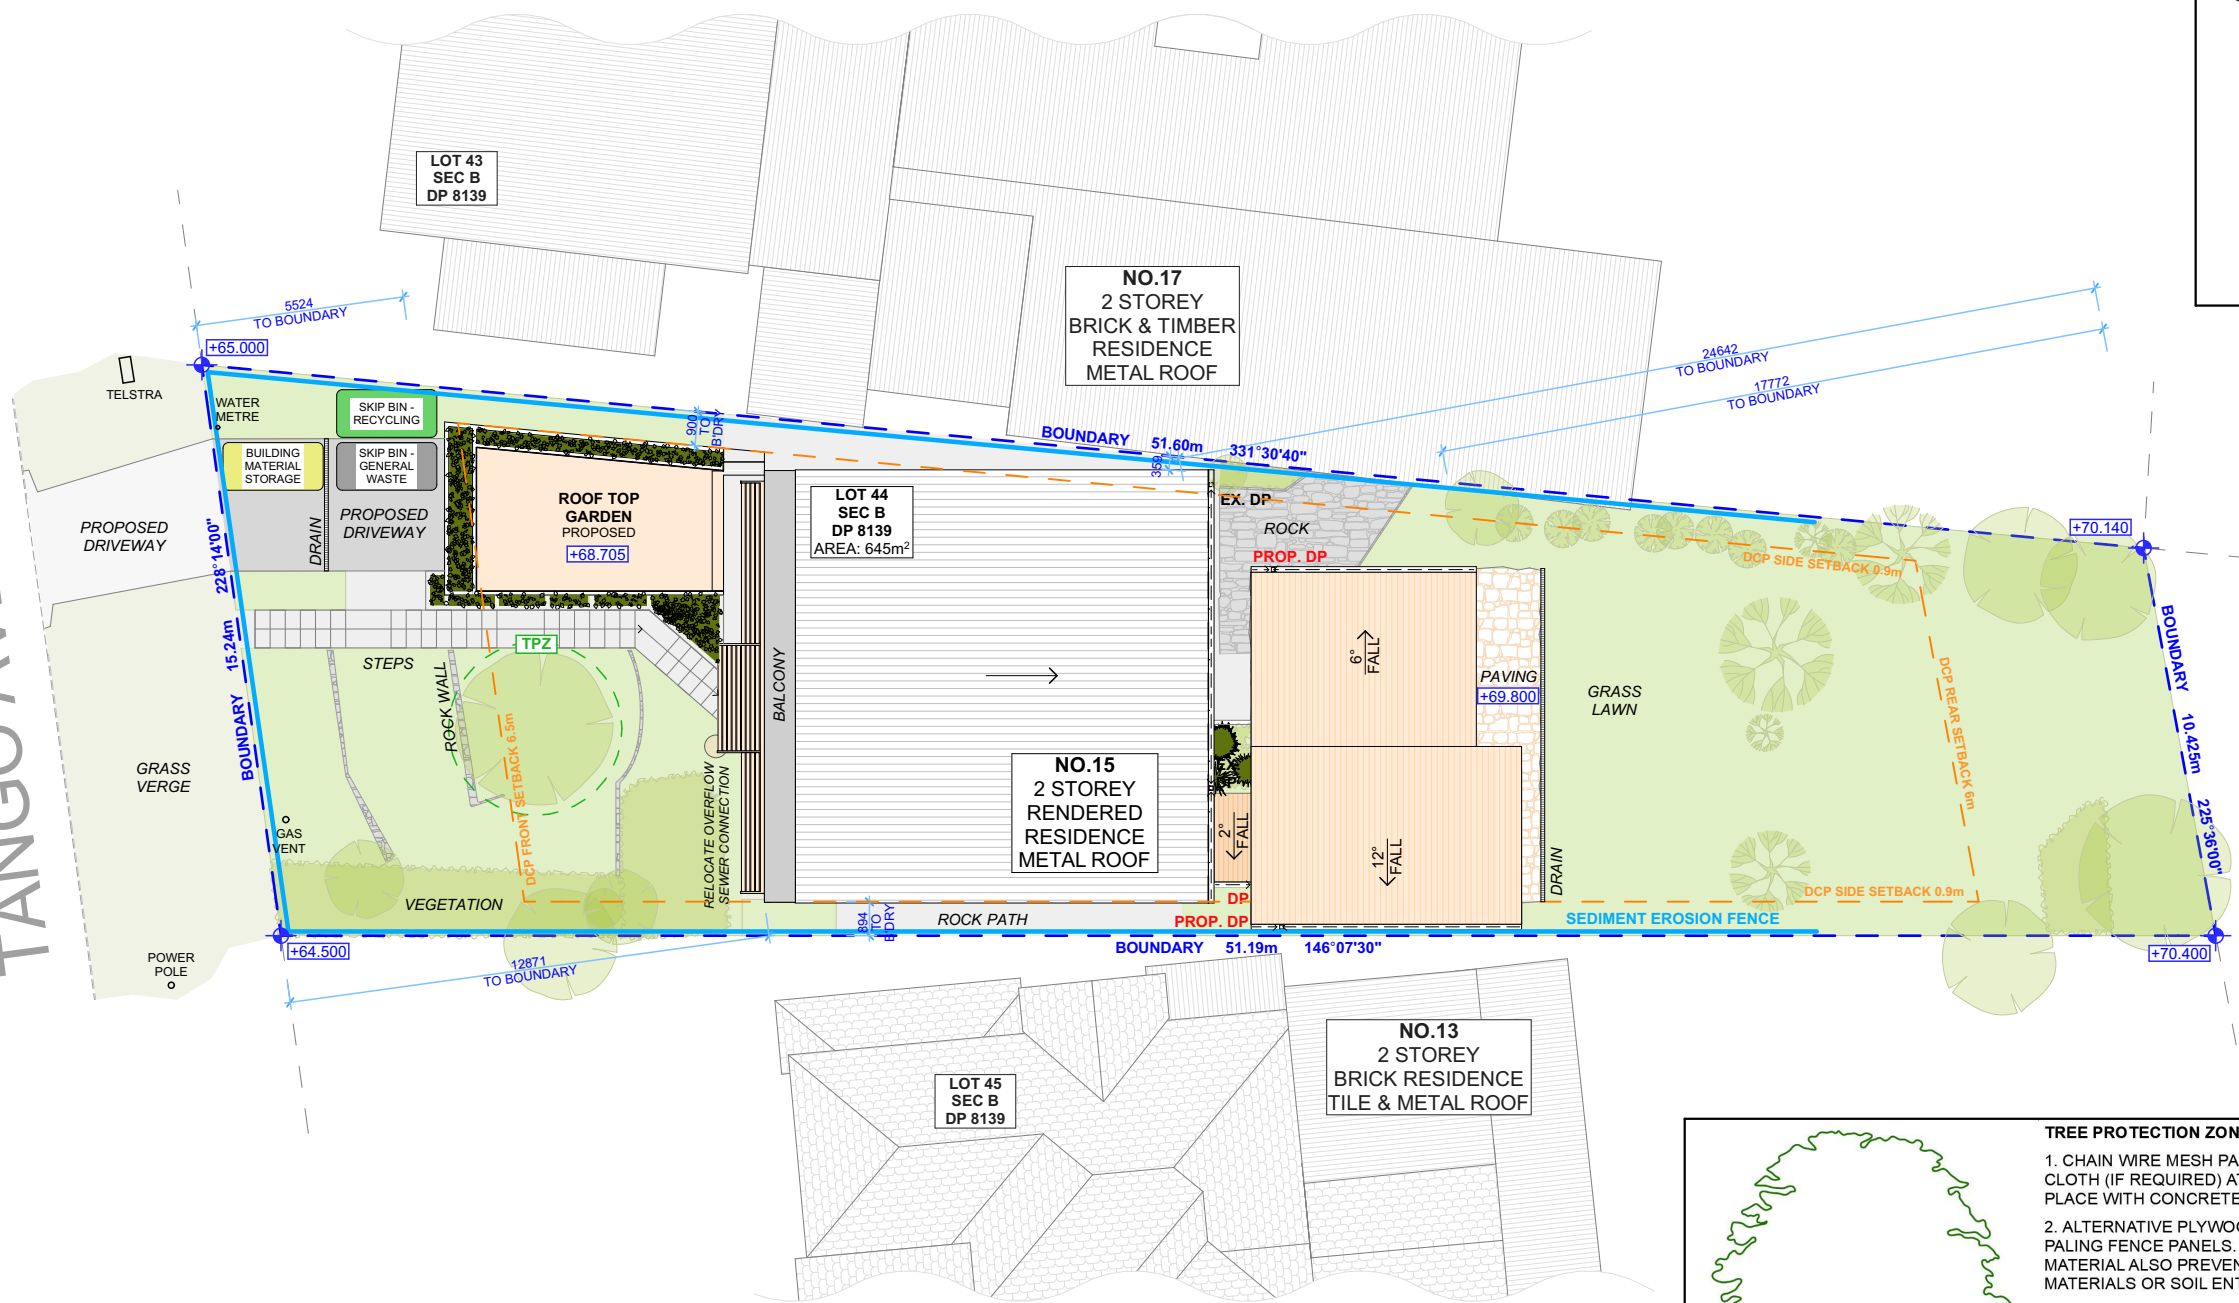 LOT 43
SEC B
DP 8139
NO.17
2 STOREY
BRICK & TIMBER
RESIDENCE
METAL ROOF
5524
TO BOUNDARY
24642
TO BOUNDARY
17772
TO BOUNDARY
+65.000
TELSTRA
WATER
METRE
SKIP BIN -
RECYCLING
BUILDING
MATERIAL
STORAGE
SKIP BIN -
GENERAL
WASTE
900
TO
B'DRY
BOUNDARY 51.60m 331°30'40"
359
PROPOSED
DRIVEWAY
DRAIN
PROPOSED
DRIVEWAY
ROOF TOP
GARDEN
PROPOSED
+68.705
LOT 44
SEC B
DP 8139
AREA: 645m²
EX. DP
ROCK
PROP. DP
DCP SIDE SETBACK 0.9m
+70.140
BOUNDARY 15.24m 228°14'00"
STEPS
TPZ
ROCK WALL
DCP FRONT SETBACK 6.5m
BALCONY
6°
FALL
PAVING
+69.800
GRASS
LAWN
DCP REAR SETBACK 6m
BOUNDARY 10.425m 225°36'00"
GRASS
VERGE
GAS
VENT
VEGETATION
RELOCATE OVERFLOW
SEWER CONNECTION
NO.15
2 STOREY
RENDERED
RESIDENCE
METAL ROOF
2°
FALL
12°
FALL
DRAIN
DCP SIDE SETBACK 0.9m
DP
PROP. DP
SEDIMENT EROSION FENCE
894
TO
B'DRY
ROCK PATH
BOUNDARY 51.19m 146°07'30"
+64.500
+70.400
POWER
POLE
12871
TO BOUNDARY
LOT 45
SEC B
DP 8139
NO.13
2 STOREY
BRICK RESIDENCE
TILE & METAL ROOF
TANGO
TREE PROTECTION ZON
1. CHAIN WIRE MESH PA
CLOTH (IF REQUIRED) A
PLACE WITH CONCRETE
2. ALTERNATIVE PLYWO
PALING FENCE PANELS.
MATERIAL ALSO PREVEN
MATERIALS OR SOIL ENT